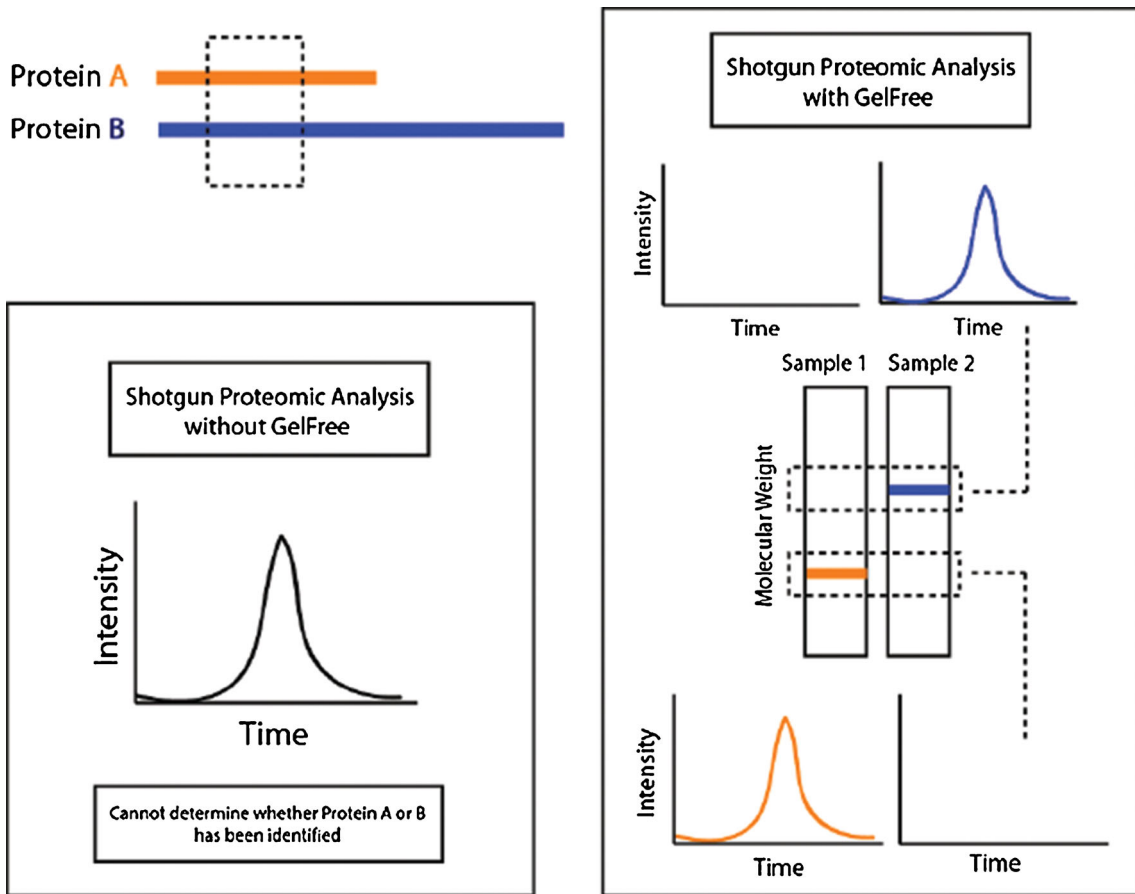 Protein A
Protein B
Shotgun Proteomic Analysis
without GelFree
Intensity
Time
Cannot determine whether Protein A or B
has been identified
Shotgun Proteomic Analysis
with GelFree
Intensity
Time
Time
Sample 1
Sample 2
Molecular Weight
Intensity
Time
Time